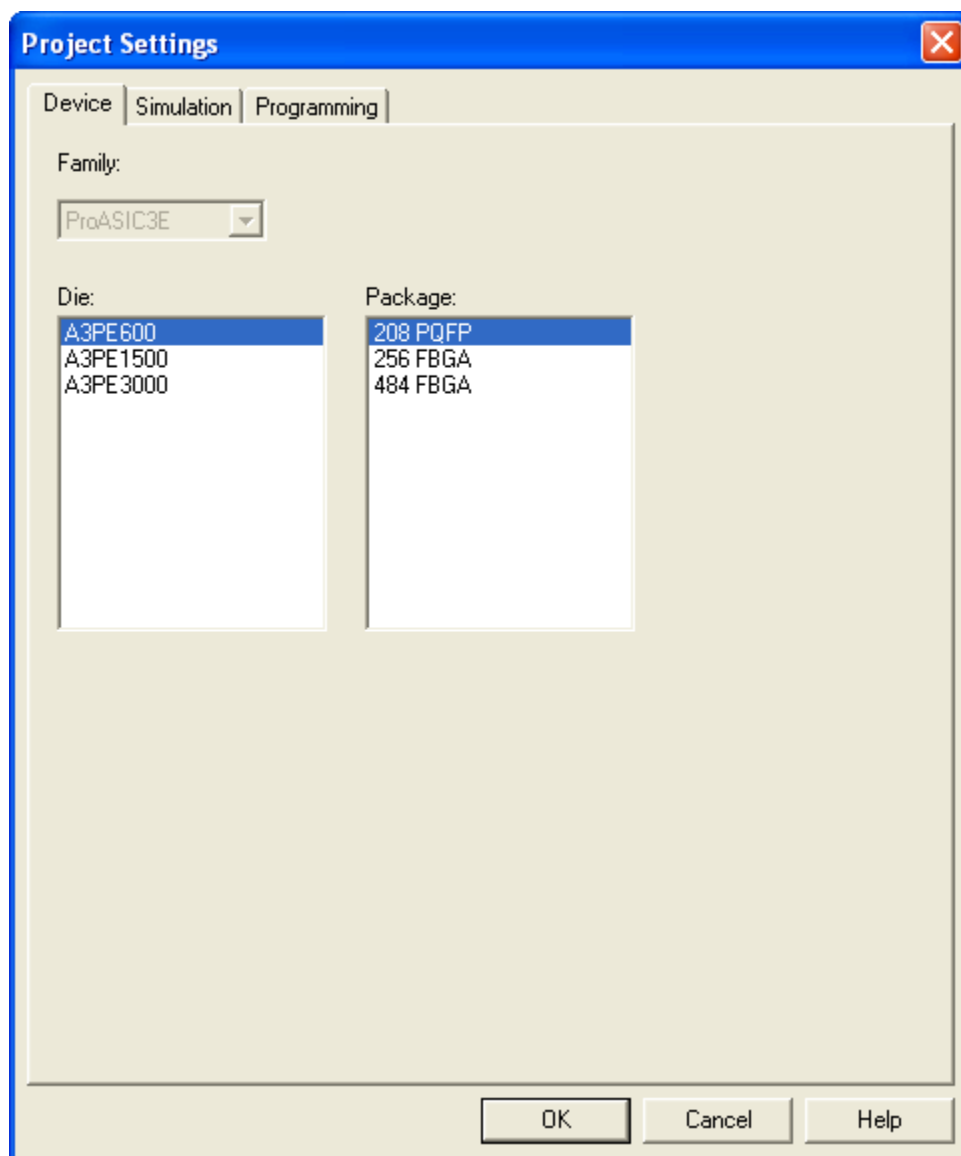 Project Settings
Device Simulation Programming
Family:
ProASIC3E
Die: Package:
A3PE600 208 PQFP
A3PE1500 256 FBGA
A3PE3000 484 FBGA
OK Cancel Help